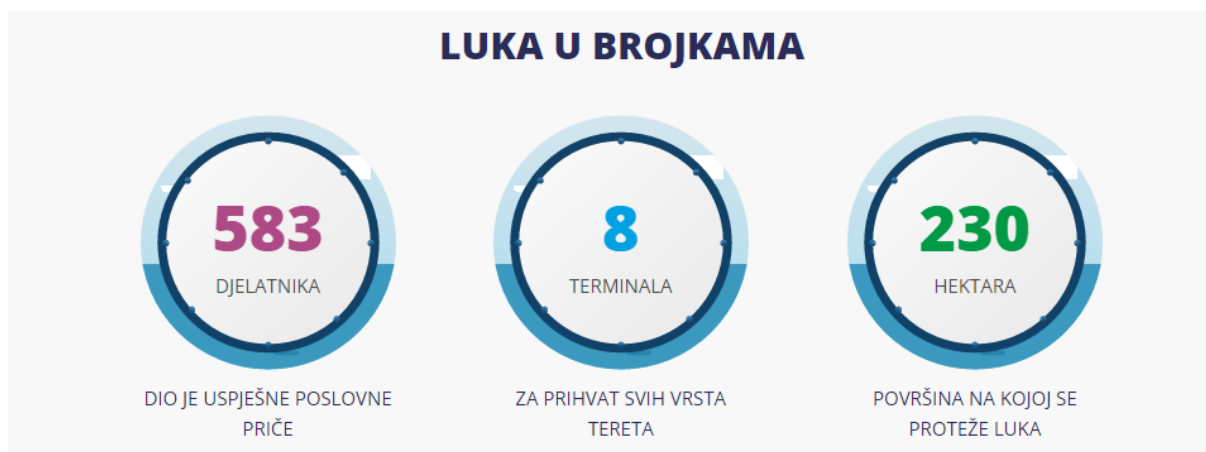 LUKA U BROJKAMA
583
DJELATNIKA
DIO JE USPJEŠNE POSLOVNE
PRIČE
8
TERMINALA
ZA PRIHVAT SVIH VRSTA
TERETA
230
HEKTARA
POVRŠINA NA KOJOJ SE
PROTEŽE LUKA